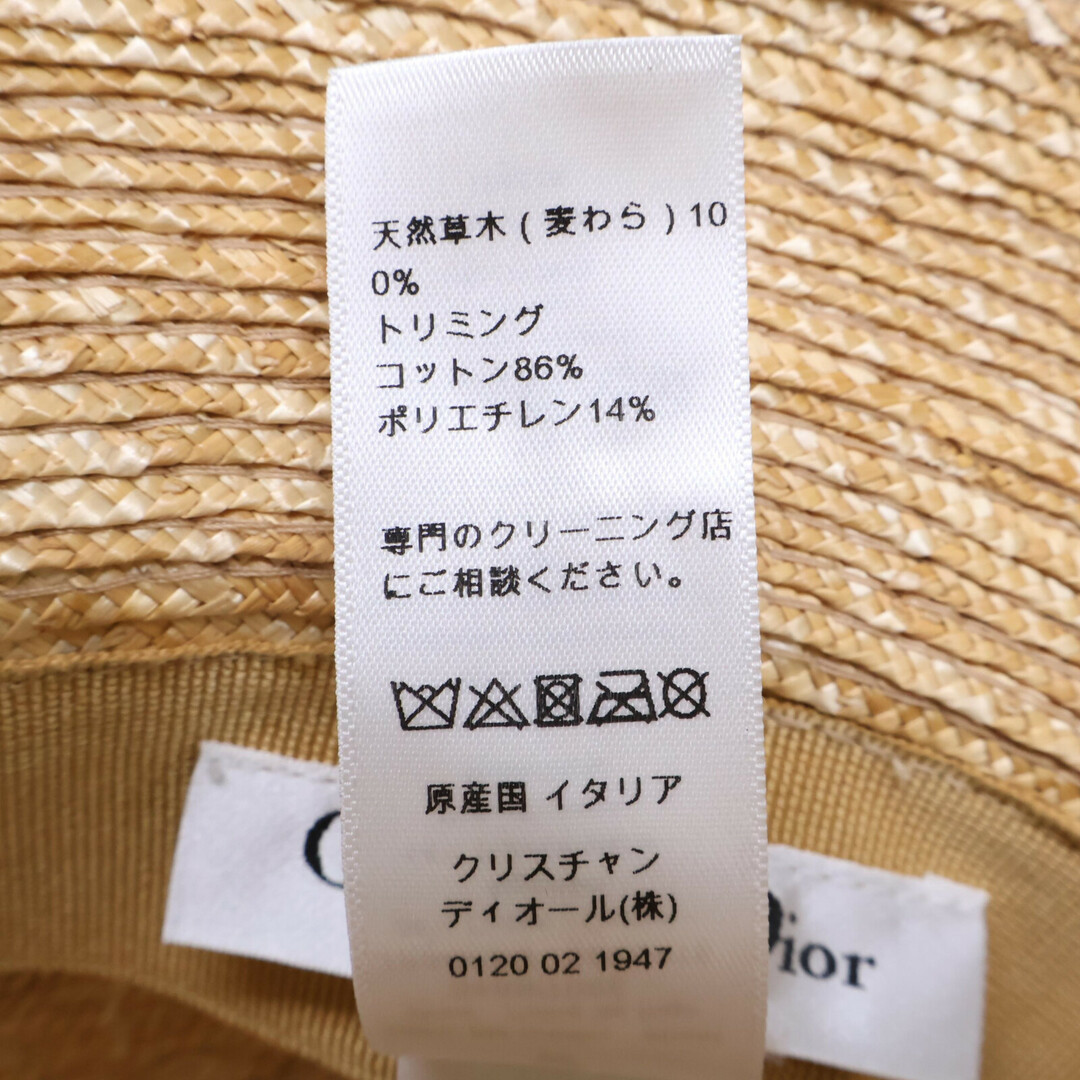 天然草木(麦わら)10
0%
トリミング
コットン86%
ポリエチレン14%
専門のクリーニング店
にご相談ください。
原産国 イタリア
クリスチャン
ディオール(株)
0120 02 1947
Dior